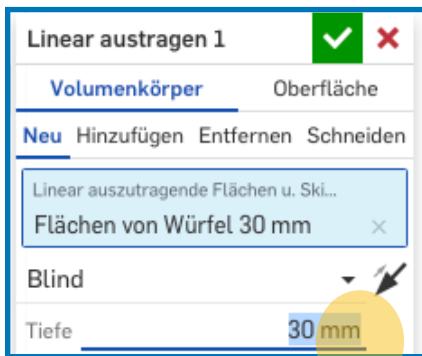 Linear austragen 1
Volumenkörper Oberfläche
Neu Hinzufügen Entfernen Schneiden
Linear auszutragende Flächen u. Ski...
Flächen von Würfel 30 mm
Blind
Tiefe 30 mm